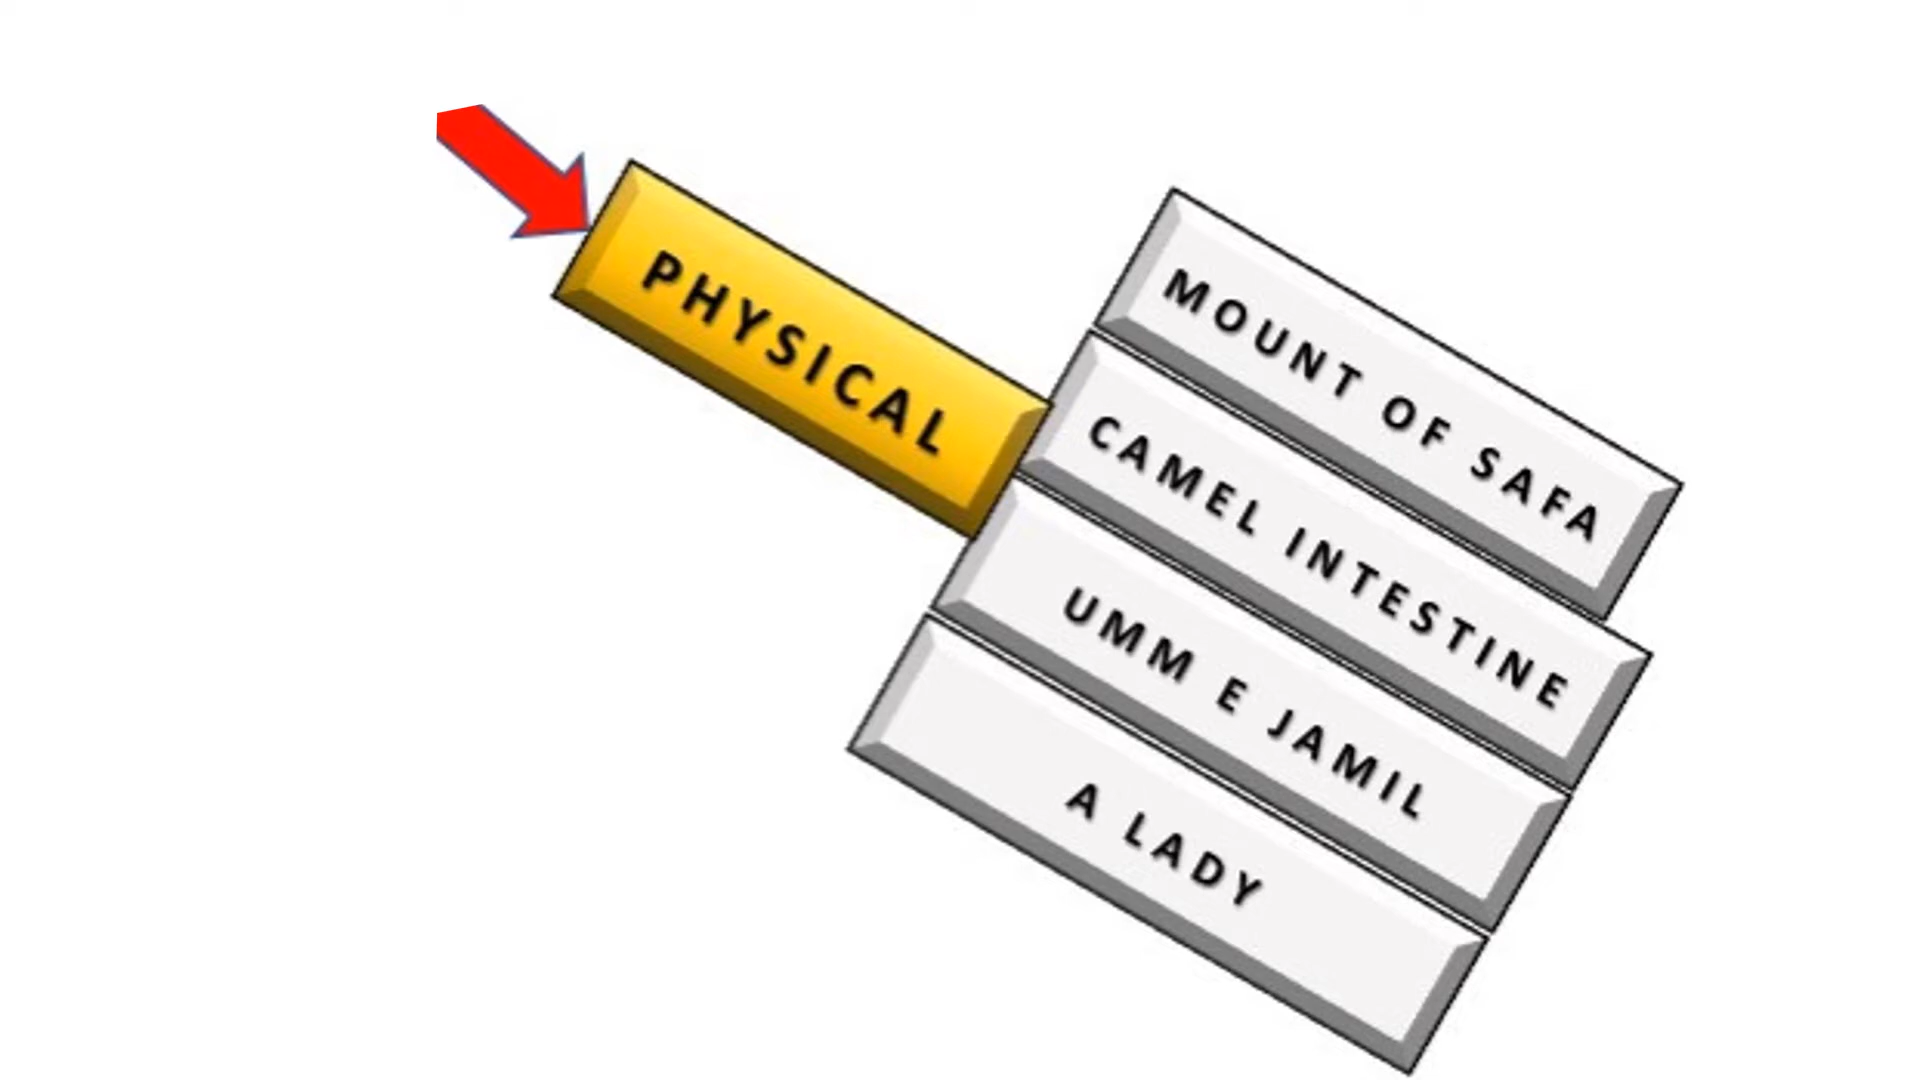 PHYSICAL
MOUNT OF SAFA
CAMEL INTESTINE
UMM E JAMIL
A LADY